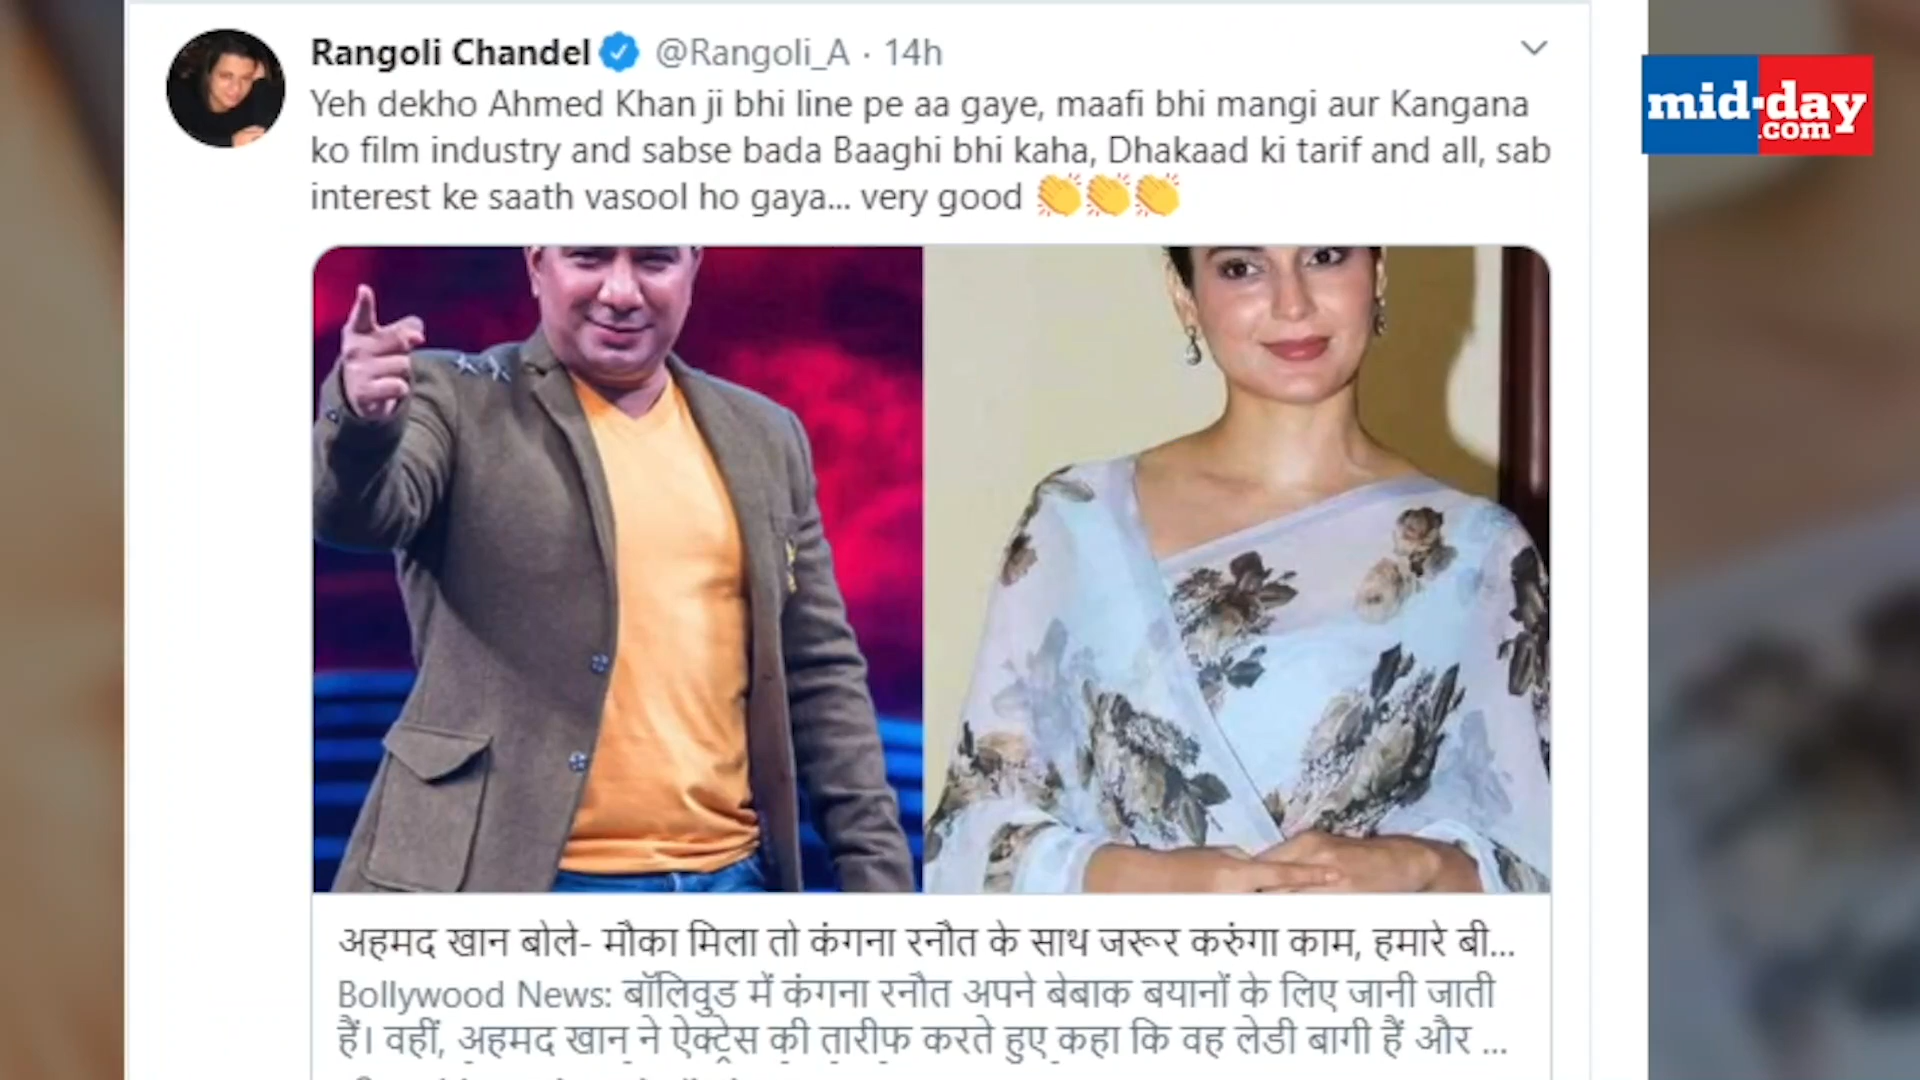 Rangoli Chandel @Rangoli_A · 14h
Yeh dekho Ahmed Khan ji bhi line pe aa gaye, maafi bhi mangi aur Kangana
ko film industry and sabse bada Baaghi bhi kaha, Dhakaad ki tarif and all, sab
interest ke saath vasool ho gaya... very good 👏👏👏
mid-day
.com
अहमद खान बोले- मौका मिला तो कंगना रनौत के साथ जरूर करुंगा काम, हमारे बी...
Bollywood News: बॉलिवुड में कंगना रनौत अपने बेबाक बयानों के लिए जानी जाती
हैं। वहीं, अहमद खान ने ऐक्ट्रेस की तारीफ करते हुए कहा कि वह लेडी बागी हैं और ...